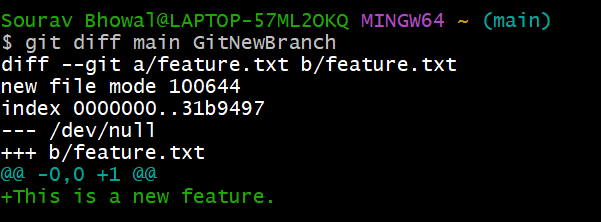 Sourav Bhowal@LAPTOP-57ML2OKQ MINGW64 ~ (main)
$ git diff main GitNewBranch
diff --git a/feature.txt b/feature.txt
new file mode 100644
index 0000000..31b9497
--- /dev/null
+++ b/feature.txt
@@ -0,0 +1 @@
+This is a new feature.